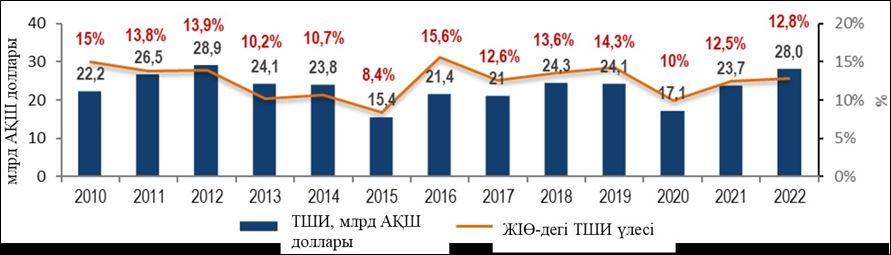 40
30
20
10
0
млрд АҚШ доллары
20%
15%
10%
5%
0%
%
15% 13,8% 13,9% 10,2% 10,7% 8,4% 15,6% 12,6% 13,6% 14,3% 10% 12,5% 12,8%
22,2 26,5 28,9 24,1 23,8 15,4 21,4 21 24,3 24,1 17,1 23,7 28,0
2010 2011 2012 2013 2014 2015 2016 2017 2018 2019 2020 2021 2022
ТШИ, млрд АҚШ
доллары
ЖІӨ-дегі ТШИ үлесі